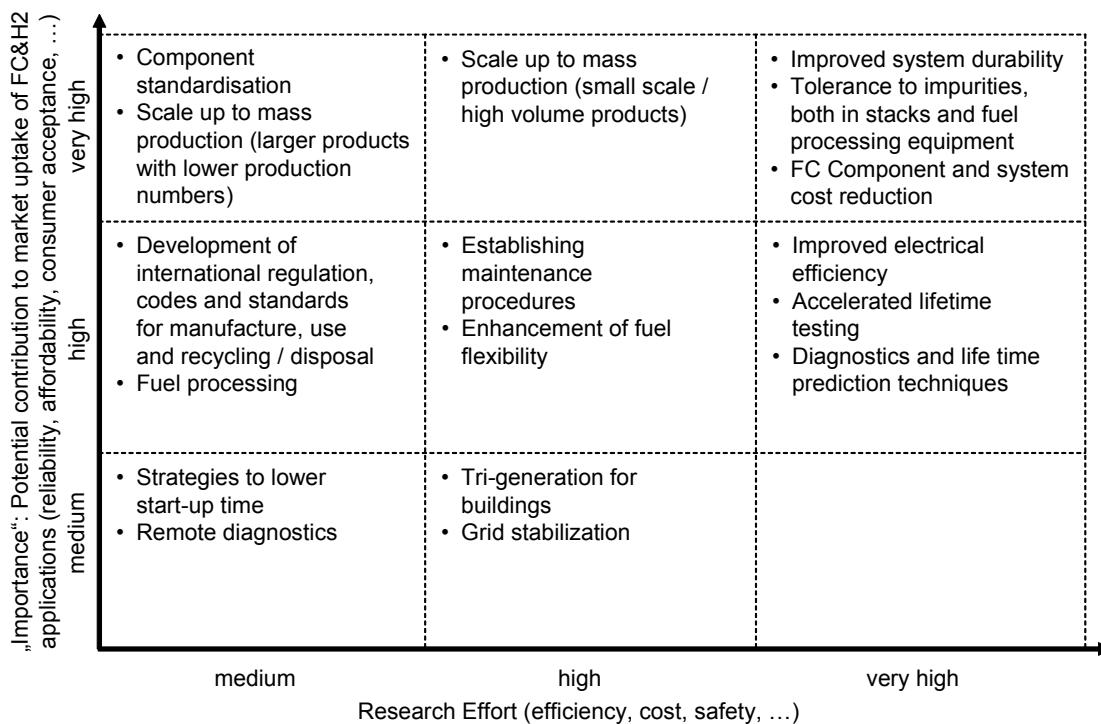 „Importance“: Potential contribution to market uptake of FC&H2
applications (reliability, affordability, consumer acceptance, …)
very high
• Component
standardisation
• Scale up to mass
production (larger products
with lower production
numbers)
• Scale up to mass
production (small scale /
high volume products)
• Improved system durability
• Tolerance to impurities,
both in stacks and fuel
processing equipment
• FC Component and system
cost reduction
high
• Development of
international regulation,
codes and standards
for manufacture, use
and recycling / disposal
• Fuel processing
• Establishing
maintenance
procedures
• Enhancement of fuel
flexibility
• Improved electrical
efficiency
• Accelerated lifetime
testing
• Diagnostics and life time
prediction techniques
medium
• Strategies to lower
start-up time
• Remote diagnostics
• Tri-generation for
buildings
• Grid stabilization
medium
high
very high
Research Effort (efficiency, cost, safety, …)